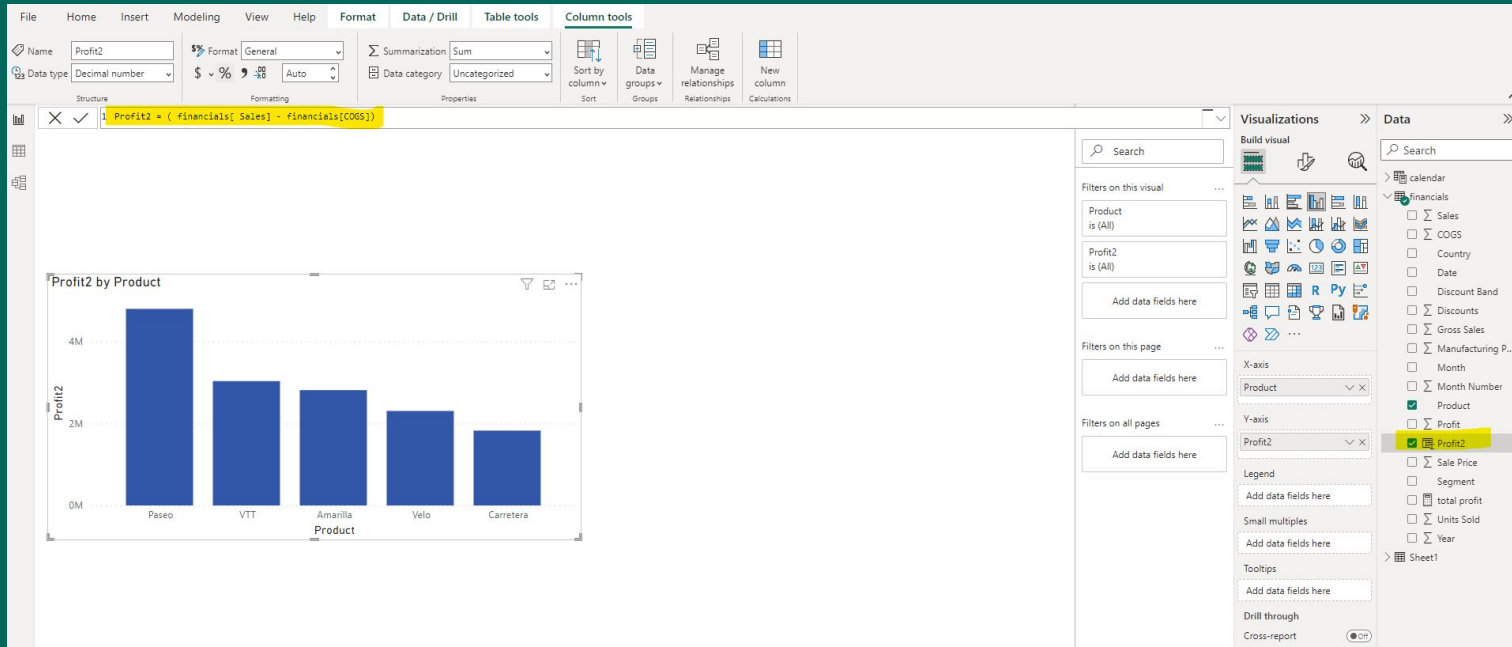 File Home Insert Modeling View Help Format Data / Drill Table tools Column tools
Name Profit2
Data type Decimal number
Structure
$% Format General
$ % 9 .00 Auto
Formatting
Summarization Sum
Data category Uncategorized
Properties
Sort by
column
Sort
Data
groups
Groups
Manage
relationships
Relationships
New
column
Calculations
1 Profit2 = ( financials[ Sales] - financials[COGS])
Profit2 by Product
4M
2M
0M
Profit2
Paseo VTT Amarilla Velo Carretera
Product
Search
Filters on this visual ...
Product
is (All)
Profit2
is (All)
Add data fields here
Filters on this page ...
Add data fields here
Filters on all pages ...
Add data fields here
Visualizations
Build visual
123
R Py
...
X-axis
Product
Y-axis
Profit2
Legend
Add data fields here
Small multiples
Add data fields here
Tooltips
Add data fields here
Drill through
Cross-report Off
Data
Search
calendar
financials
Sales
COGS
Country
Date
Discount Band
Discounts
Gross Sales
Manufacturing P...
Month
Month Number
Product
Profit
Profit2
Sale Price
Segment
total profit
Units Sold
Year
Sheet1